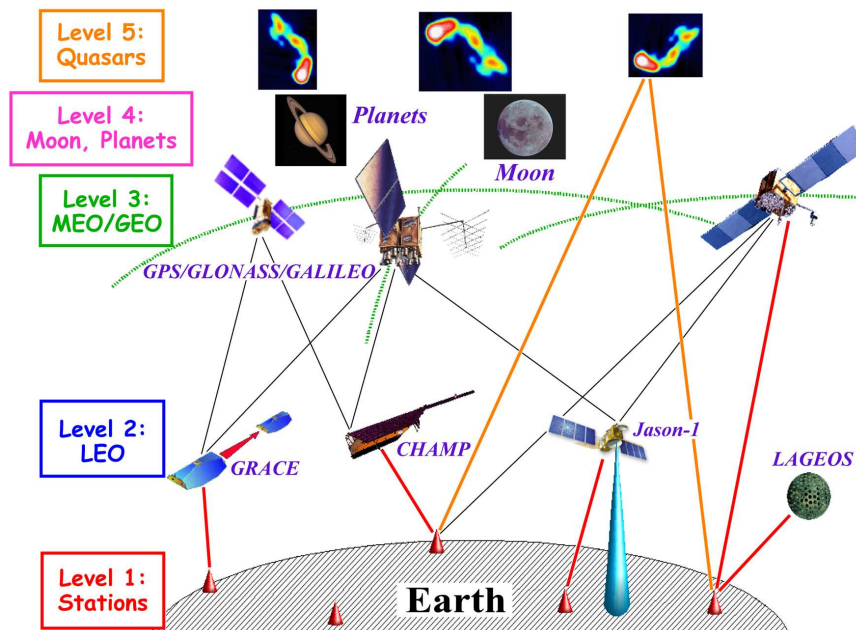 Level 5:
Quasars
Level 4:
Moon, Planets
Planets
Moon
Level 3:
MEO/GEO
GPS/GLONASS/GALILEO
Level 2:
LEO
GRACE
CHAMP
Jason-1
LAGEOS
Level 1:
Stations
Earth